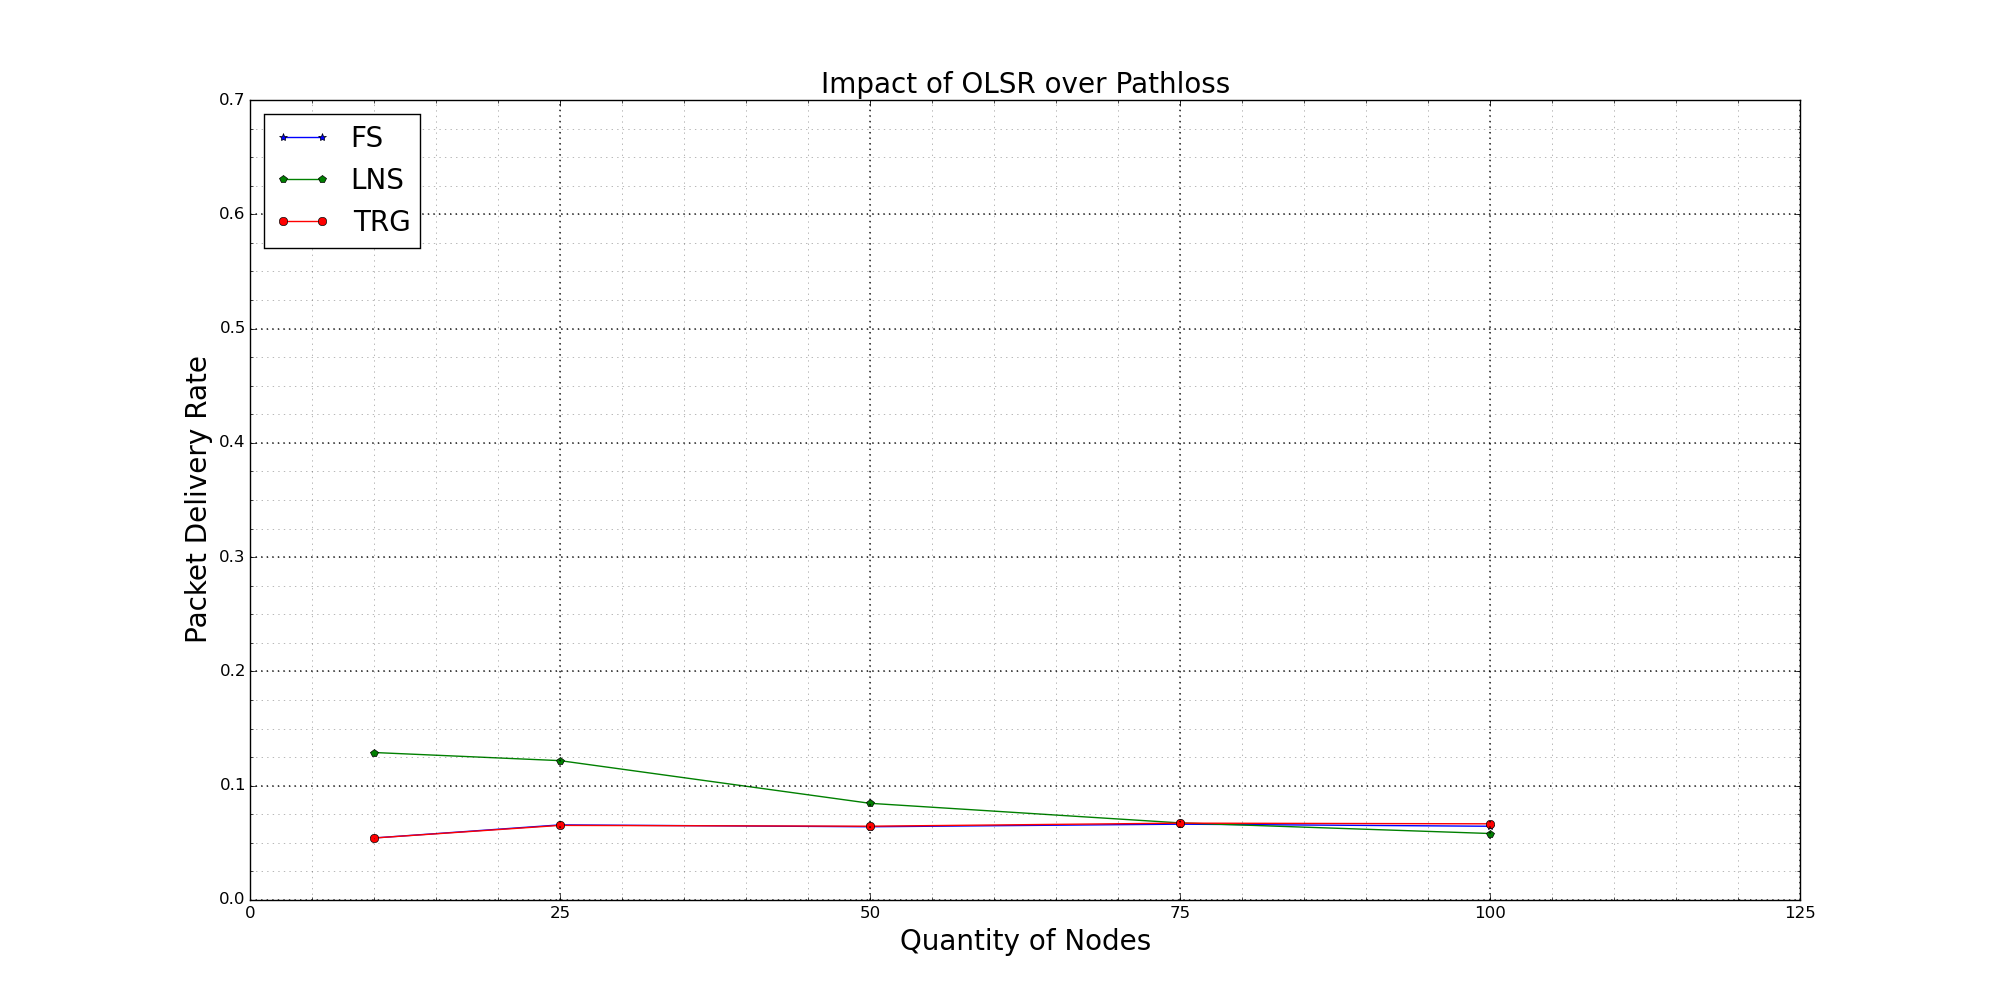 Impact of OLSR over Pathloss
0.7
0.6
0.5
0.4
0.3
0.2
0.1
0.0
FS
LNS
TRG
Packet Delivery Rate
0 25 50 75 100 125
Quantity of Nodes